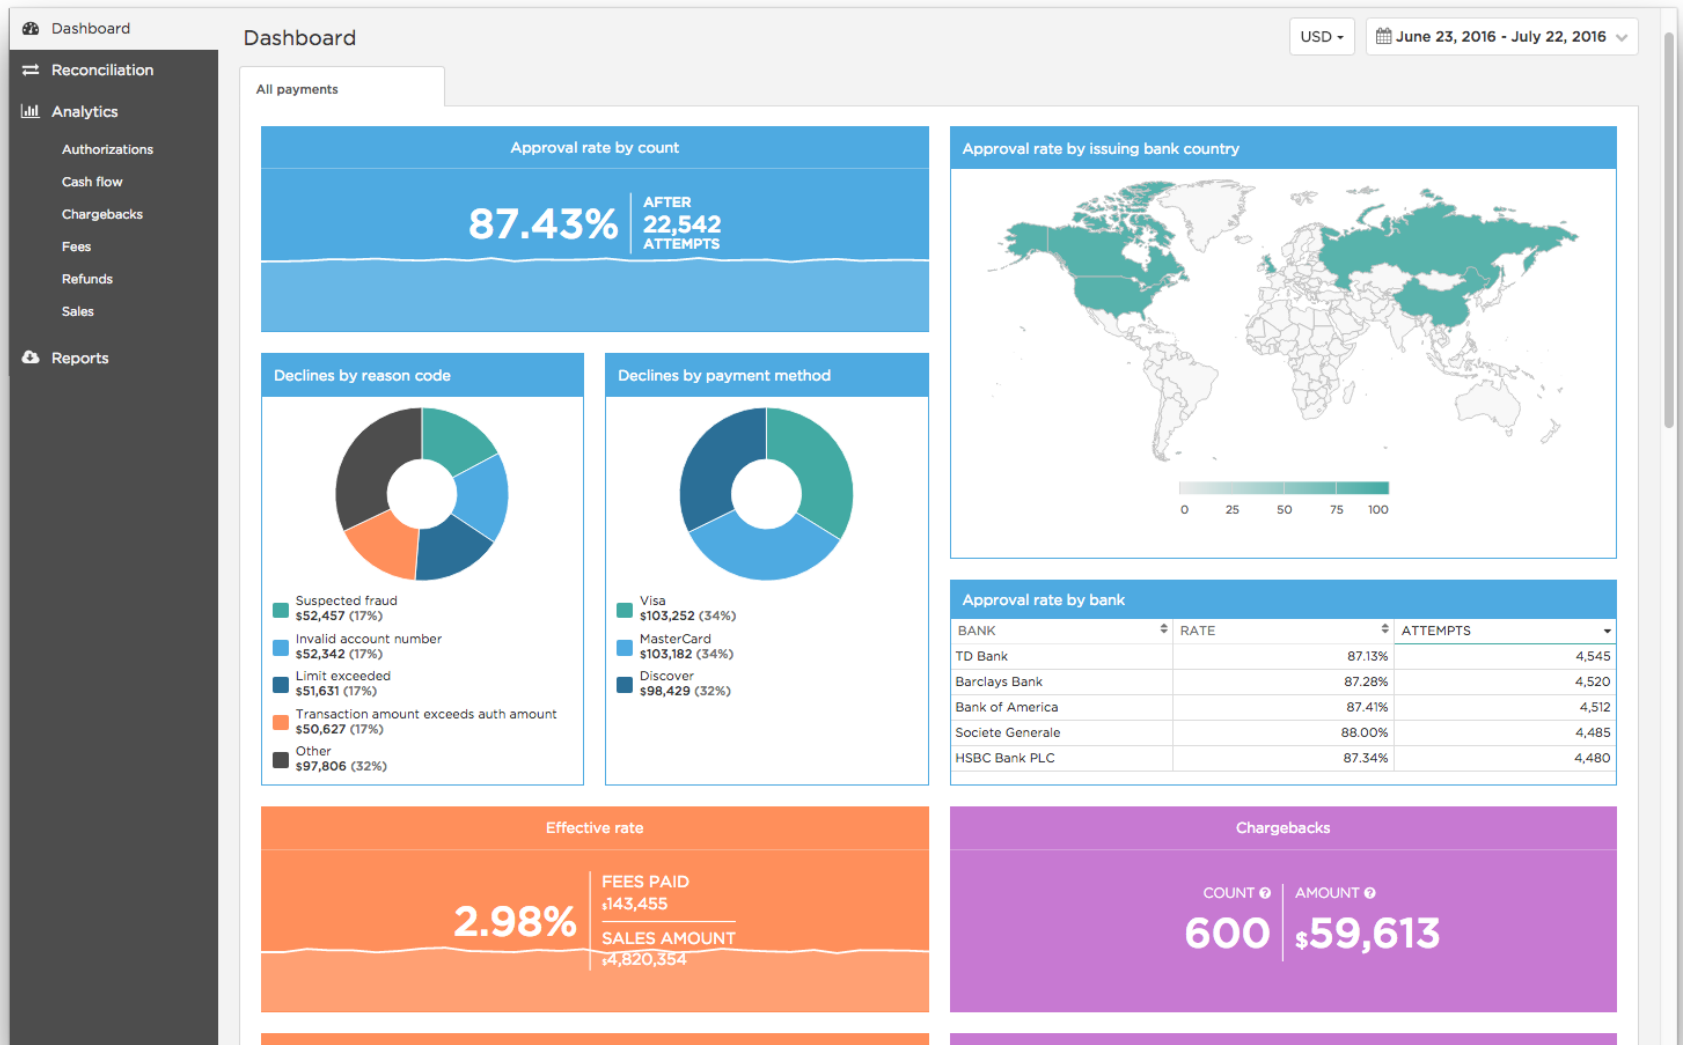 Dashboard
Reconciliation
Analytics
Authorizations
Cash flow
Chargebacks
Fees
Refunds
Sales
Reports
Dashboard
USD
June 23, 2016 - July 22, 2016
All payments
Approval rate by count
87.43%
AFTER
22,542
ATTEMPTS
Approval rate by issuing bank country
0 25 50 75 100
Declines by reason code
Suspected fraud
$52,457 (17%)
Invalid account number
$52,342 (17%)
Limit exceeded
$51,631 (17%)
Transaction amount exceeds auth amount
$50,627 (17%)
Other
$97,806 (32%)
Declines by payment method
Visa
$103,252 (34%)
MasterCard
$103,182 (34%)
Discover
$98,429 (32%)
Approval rate by bank
BANK RATE ATTEMPTS
TD Bank 87.13% 4,545
Barclays Bank 87.28% 4,520
Bank of America 87.41% 4,512
Societe Generale 88.00% 4,485
HSBC Bank PLC 87.34% 4,480
Effective rate
2.98%
FEES PAID
$143,455
SALES AMOUNT
$4,820,354
Chargebacks
COUNT ? AMOUNT ?
600 $59,613